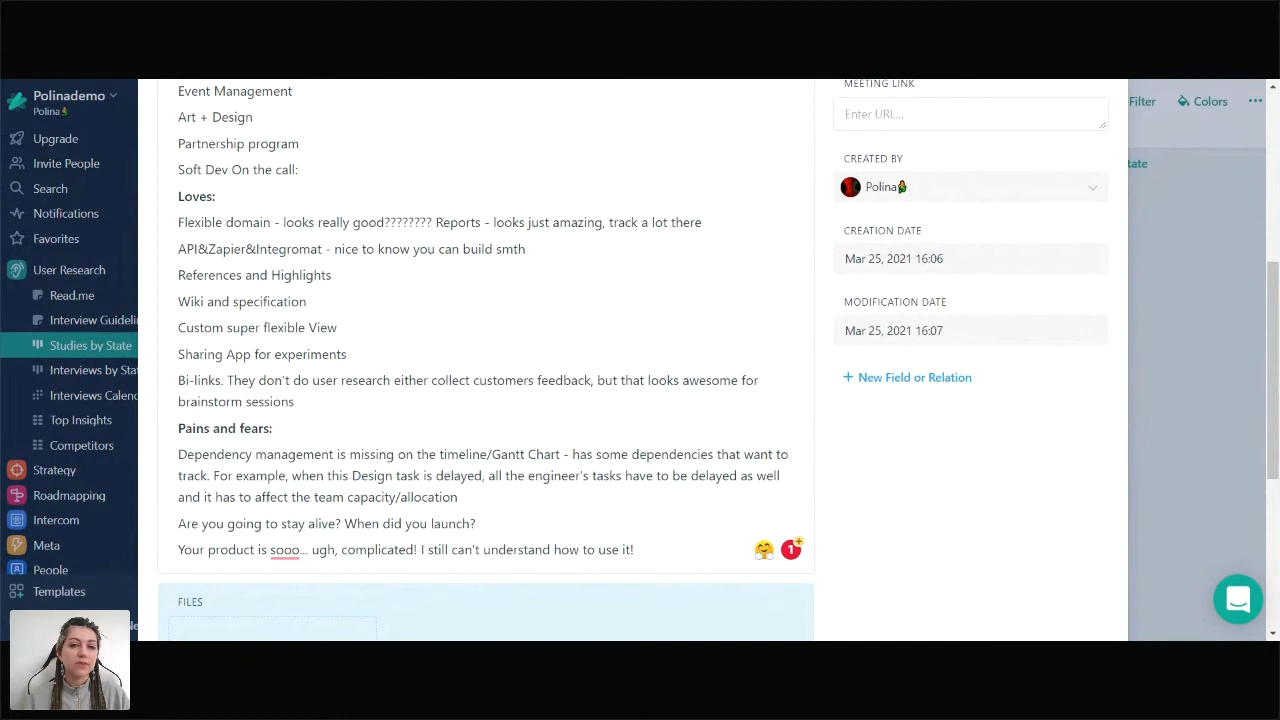 Polinademo
Polina
Upgrade
Invite People
Search
Notifications
Favorites
User Research
Read.me
Interview Guideli
Studies by State
Interviews by Sta
Interviews Calend
Top Insights
Competitors
Strategy
Roadmapping
Intercom
Meta
People
Templates
Event Management
Art + Design
Partnership program
Soft Dev On the call:
Loves:
Flexible domain - looks really good???????? Reports - looks just amazing, track a lot there
API&Zapier&Integromat - nice to know you can build smth
References and Highlights
Wiki and specification
Custom super flexible View
Sharing App for experiments
Bi-links. They don't do user research either collect customers feedback, but that looks awesome for
brainstorm sessions
Pains and fears:
Dependency management is missing on the timeline/Gantt Chart - has some dependencies that want to
track. For example, when this Design task is delayed, all the engineer's tasks have to be delayed as well
and it has to affect the team capacity/allocation
Are you going to stay alive? When did you launch?
Your product is sooo... ugh, complicated! I still can't understand how to use it!
1
FILES
MEETING LINK
Enter URL...
CREATED BY
Polina
CREATION DATE
Mar 25, 2021 16:06
MODIFICATION DATE
Mar 25, 2021 16:07
+ New Field or Relation
Filter
Colors
tate